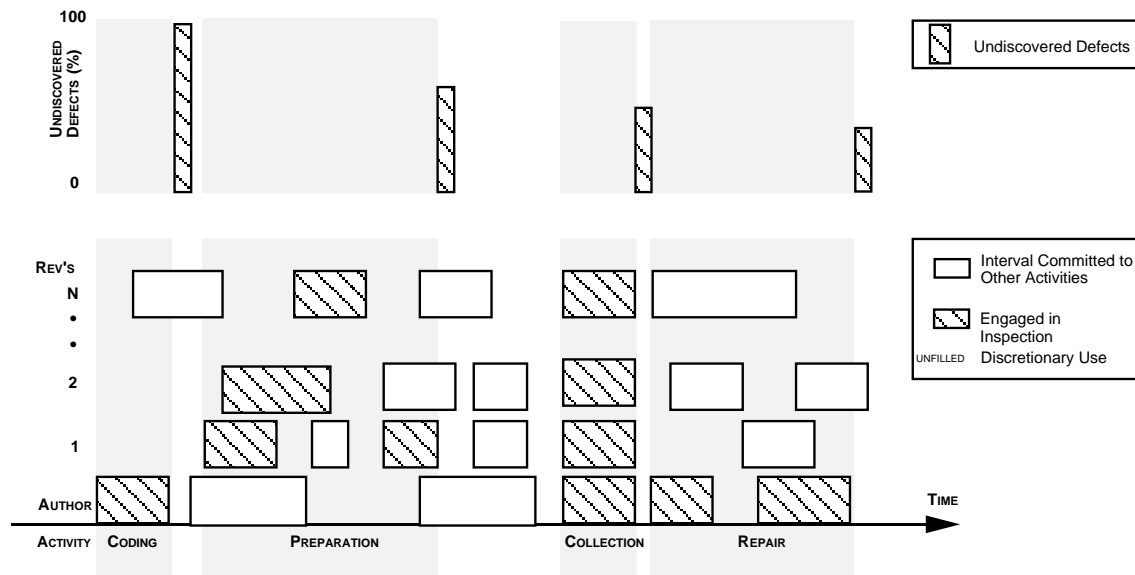 100
UNDISCOVERED
DEFECTS (%)
0
Undiscovered Defects
REV'S
N
•
•
2
1
AUTHOR
TIME
ACTIVITY
CODING
PREPARATION
COLLECTION
REPAIR
Interval Committed to
Other Activities
Engaged in
Inspection
UNFILLED Discretionary Use